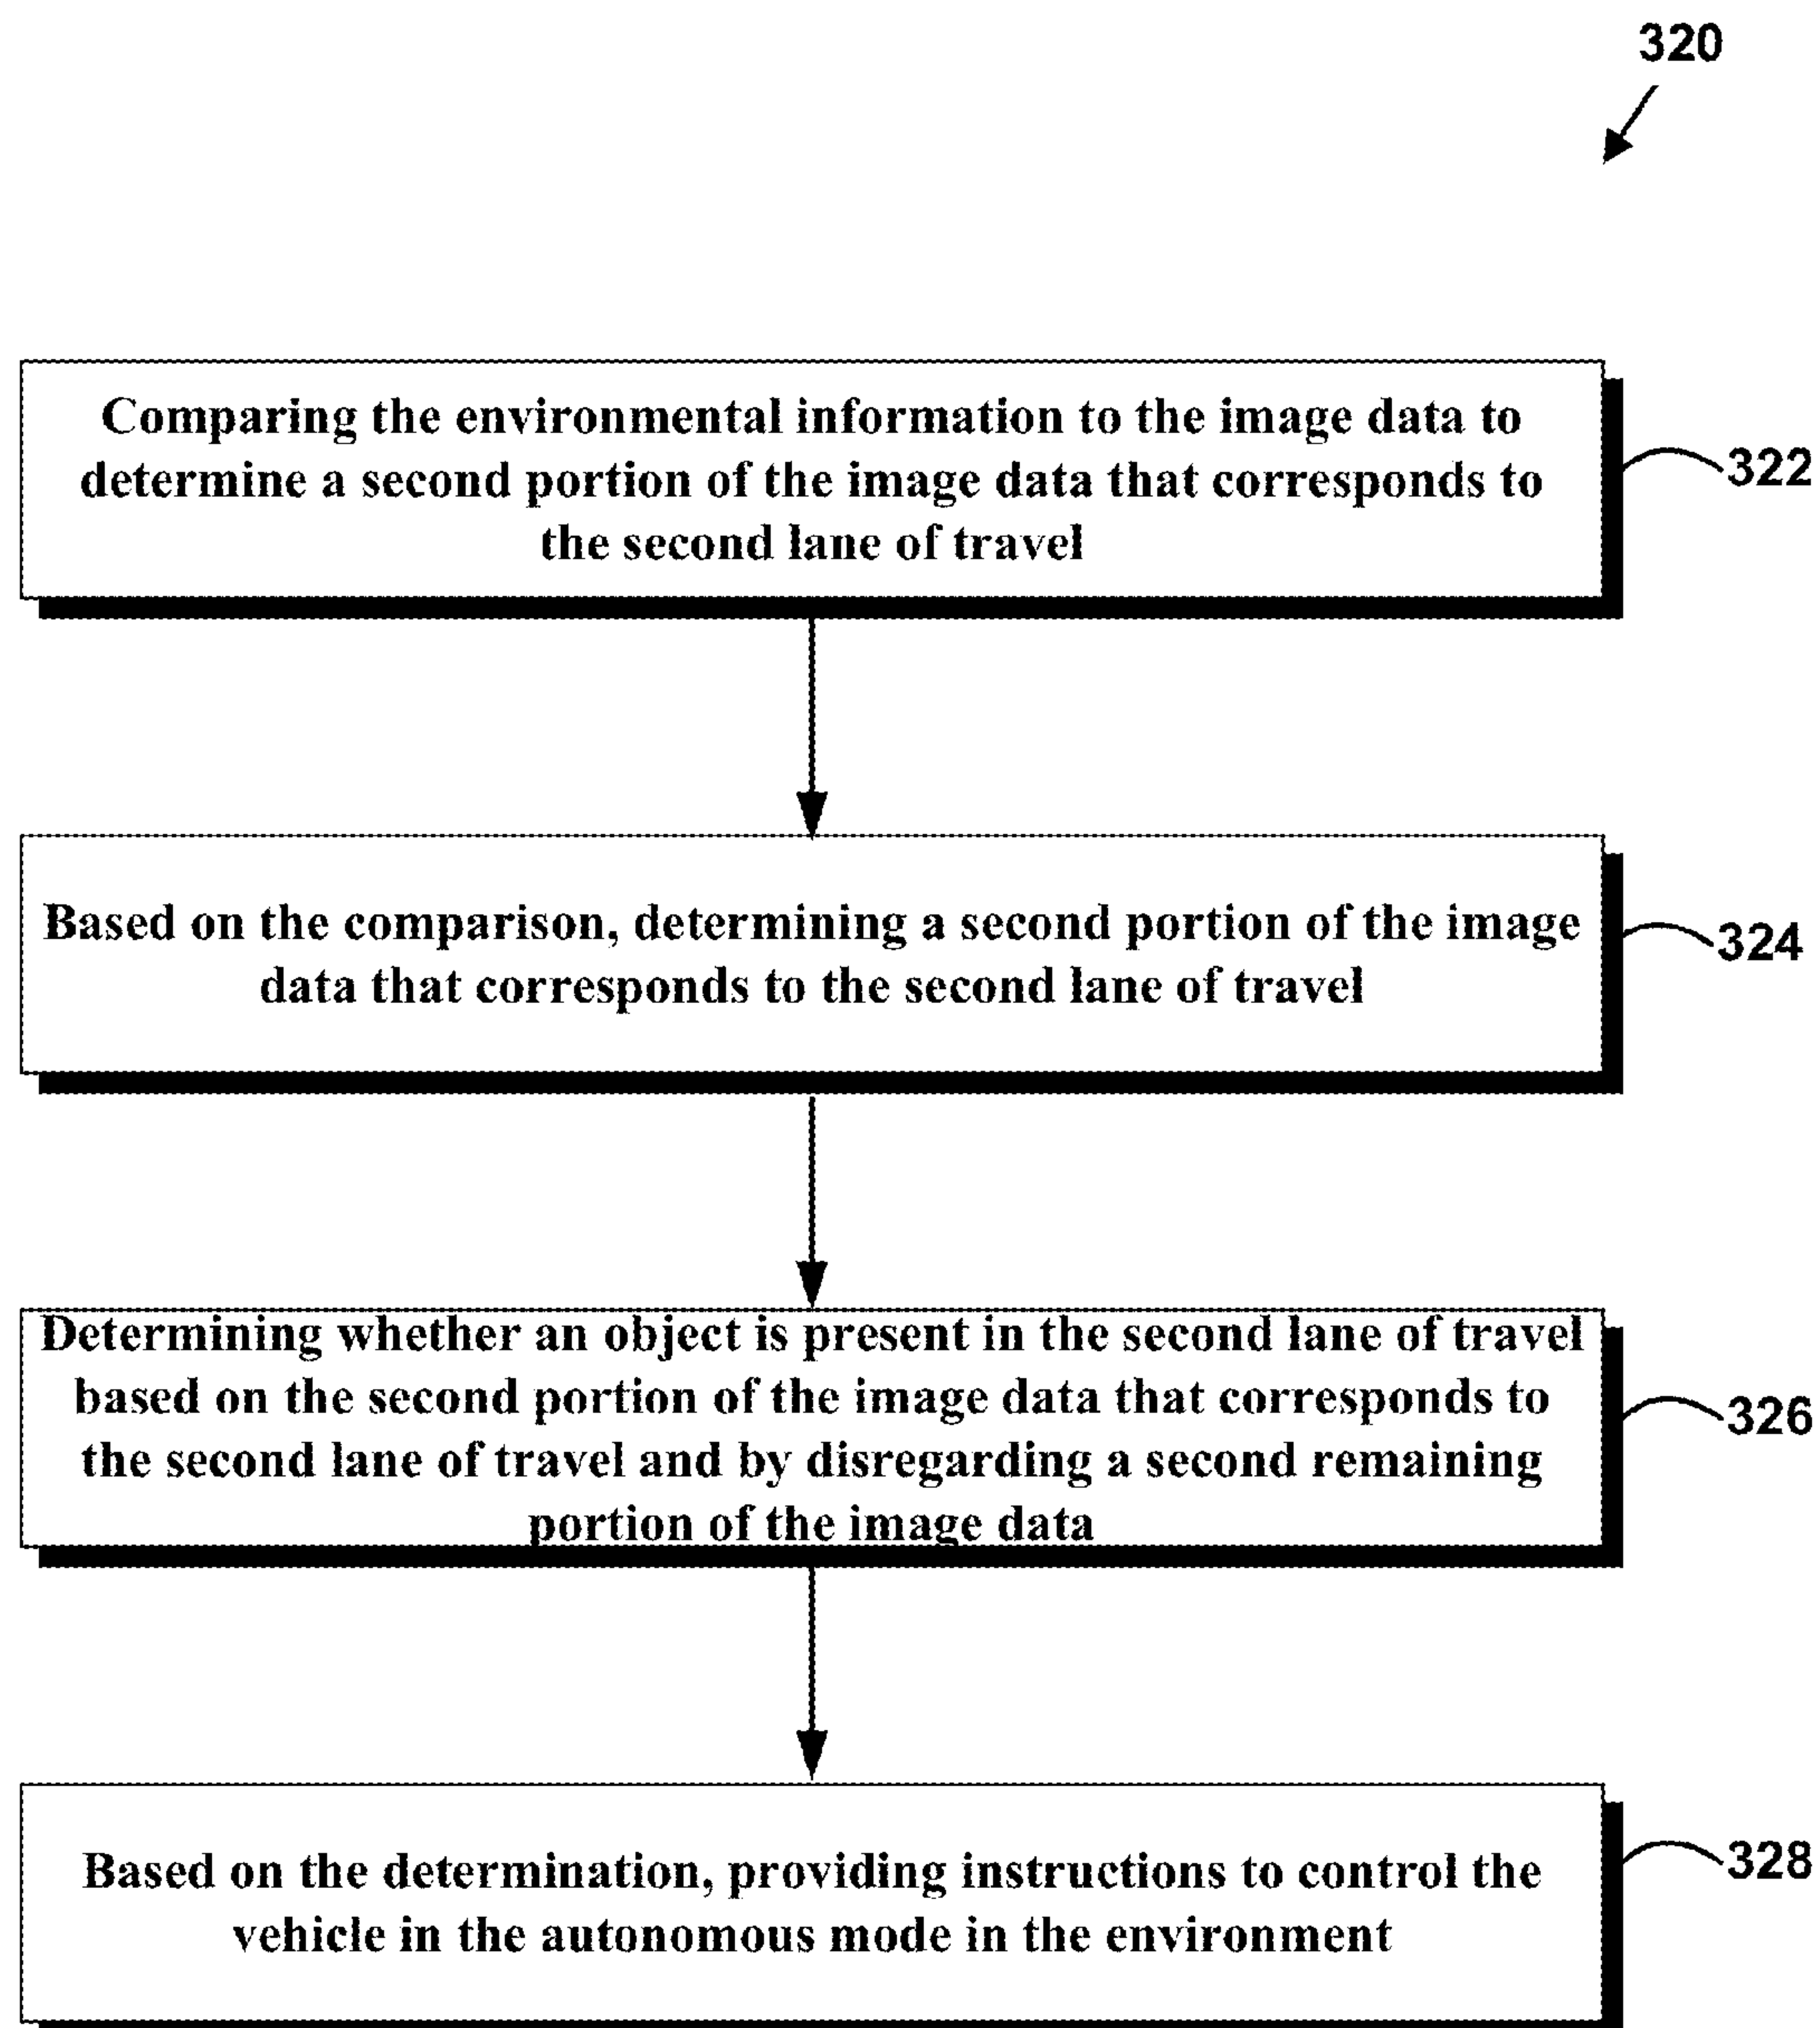 320
Comparing the environmental information to the image data to
determine a second portion of the image data that corresponds to
the second lane of travel
322
Based on the comparison, determining a second portion of the image
data that corresponds to the second lane of travel
324
Determining whether an object is present in the second lane of travel
based on the second portion of the image data that corresponds to
the second lane of travel and by disregarding a second remaining
portion of the image data
326
Based on the determination, providing instructions to control the
vehicle in the autonomous mode in the environment
328